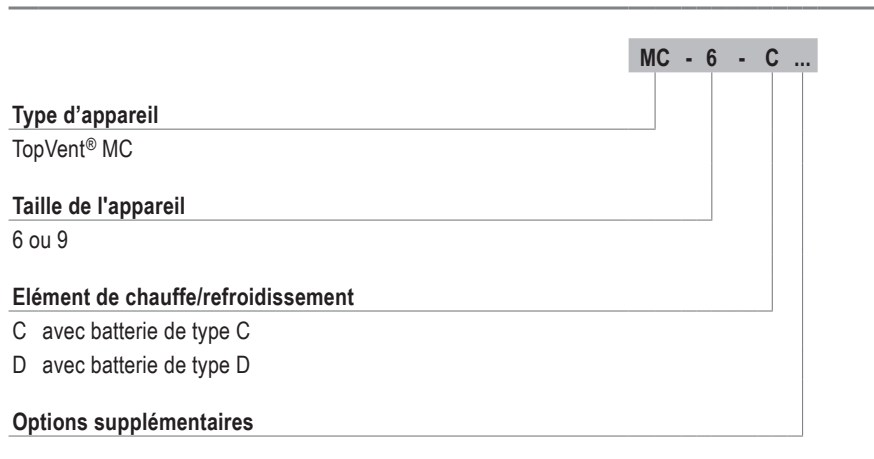 MC - 6 - C ...
Type d’appareil
TopVent® MC
Taille de l'appareil
6 ou 9
Elément de chauffe/refroidissement
C avec batterie de type C
D avec batterie de type D
Options supplémentaires